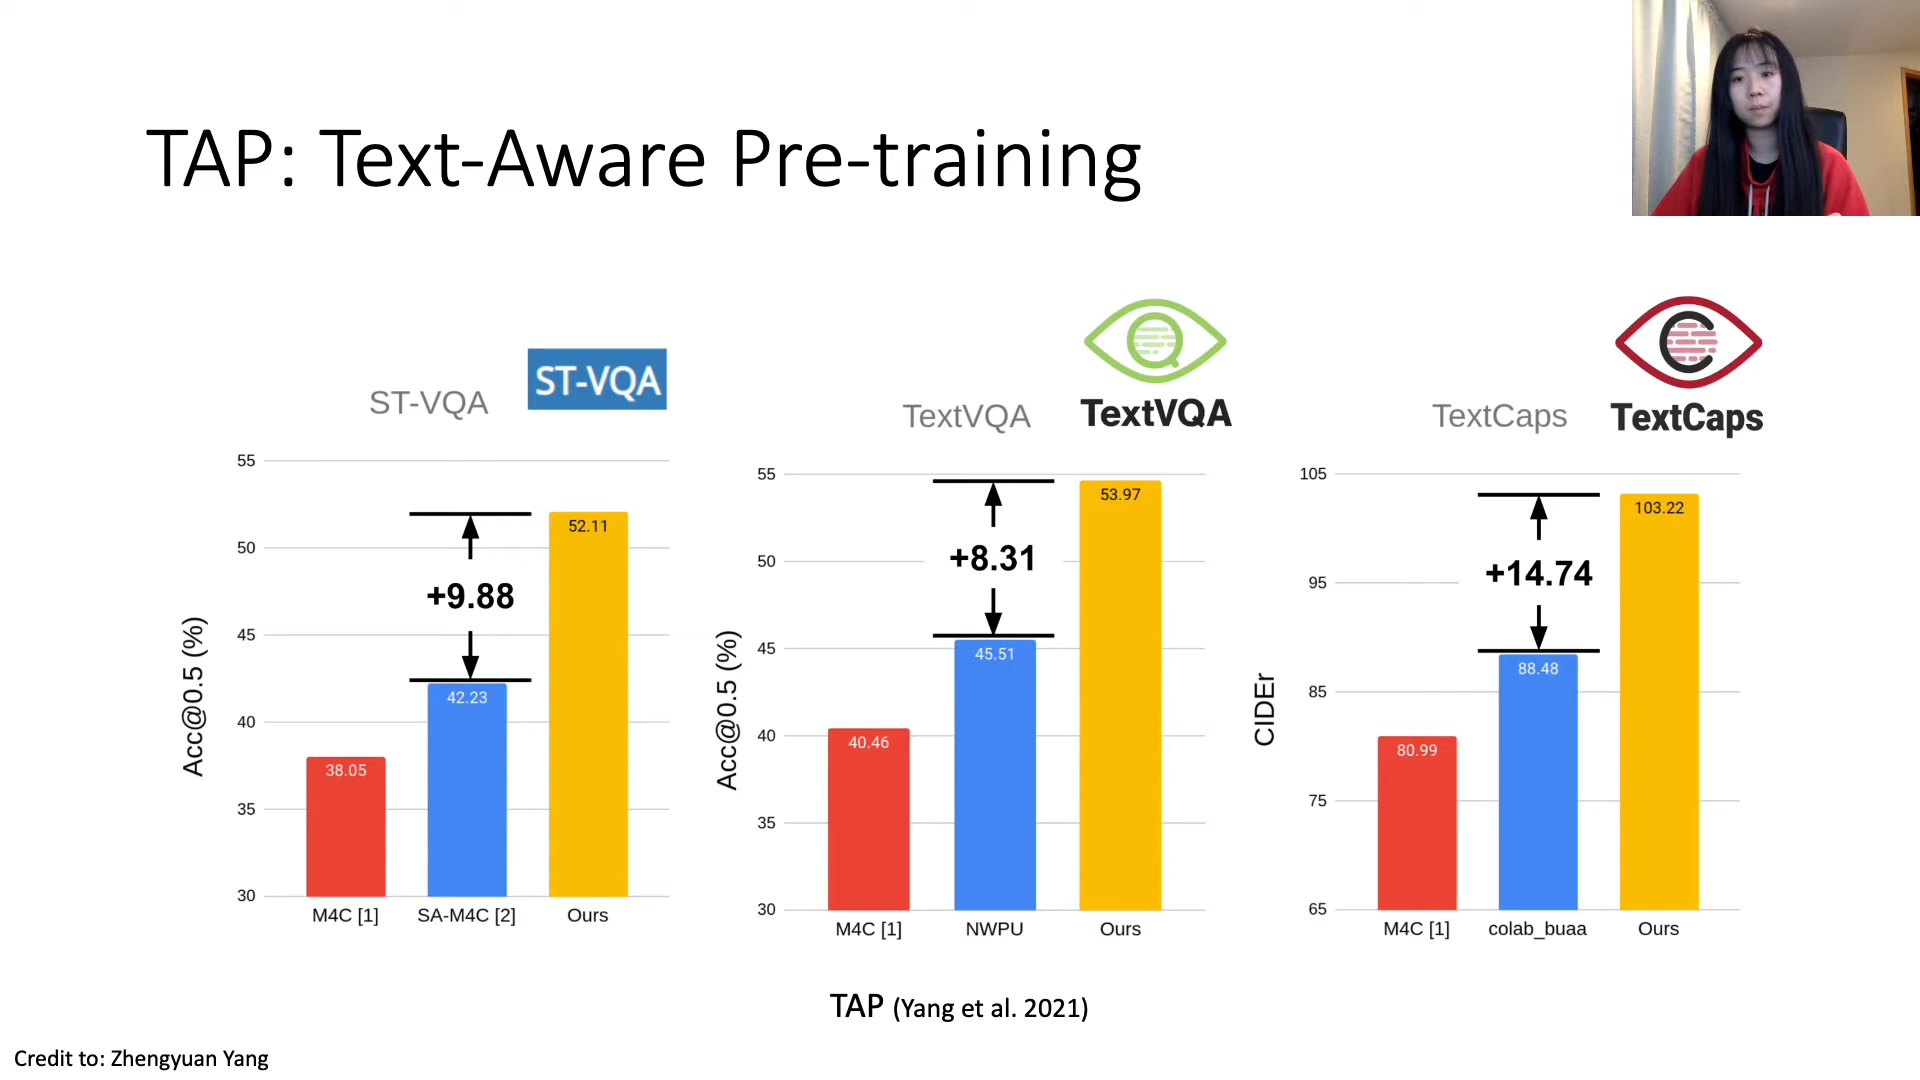 TAP: Text-Aware Pre-training
ST-VQA
ST-VQA
55
50
45
40
35
30
Acc@0.5 (%)
+9.88
38.05
42.23
52.11
M4C [1]
SA-M4C [2]
Ours
TextVQA
TextVQA
55
50
45
40
35
30
Acc@0.5 (%)
+8.31
40.46
45.51
53.97
M4C [1]
NWPU
Ours
TextCaps
TextCaps
105
95
85
75
65
CIDEr
+14.74
80.99
88.48
103.22
M4C [1]
colab_buaa
Ours
TAP (Yang et al. 2021)
Credit to: Zhengyuan Yang